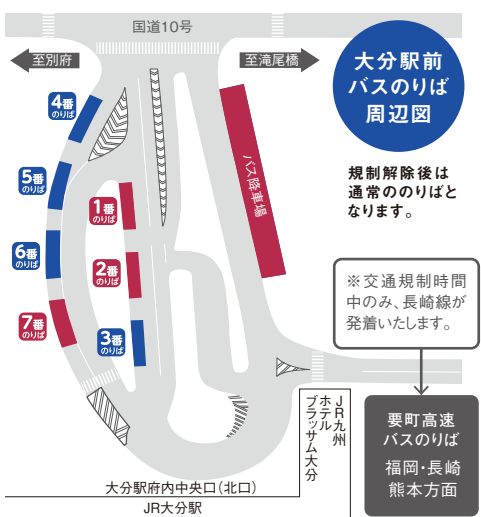 国道10号
至別府
至滝尾橋
大分駅前
バスのりば
周辺図
4番
のりば
5番
のりば
6番
のりば
7番
のりば
1番
のりば
2番
のりば
3番
のりば
バス降車場
規制解除後は
通常ののりばと
なります。
※交通規制時間
中のみ、長崎線が
発着いたします。
要町高速
バスのりば
福岡・長崎
熊本方面
JR九州
ホテル
ブラッサム大分
大分駅府内中央口(北口)
JR大分駅